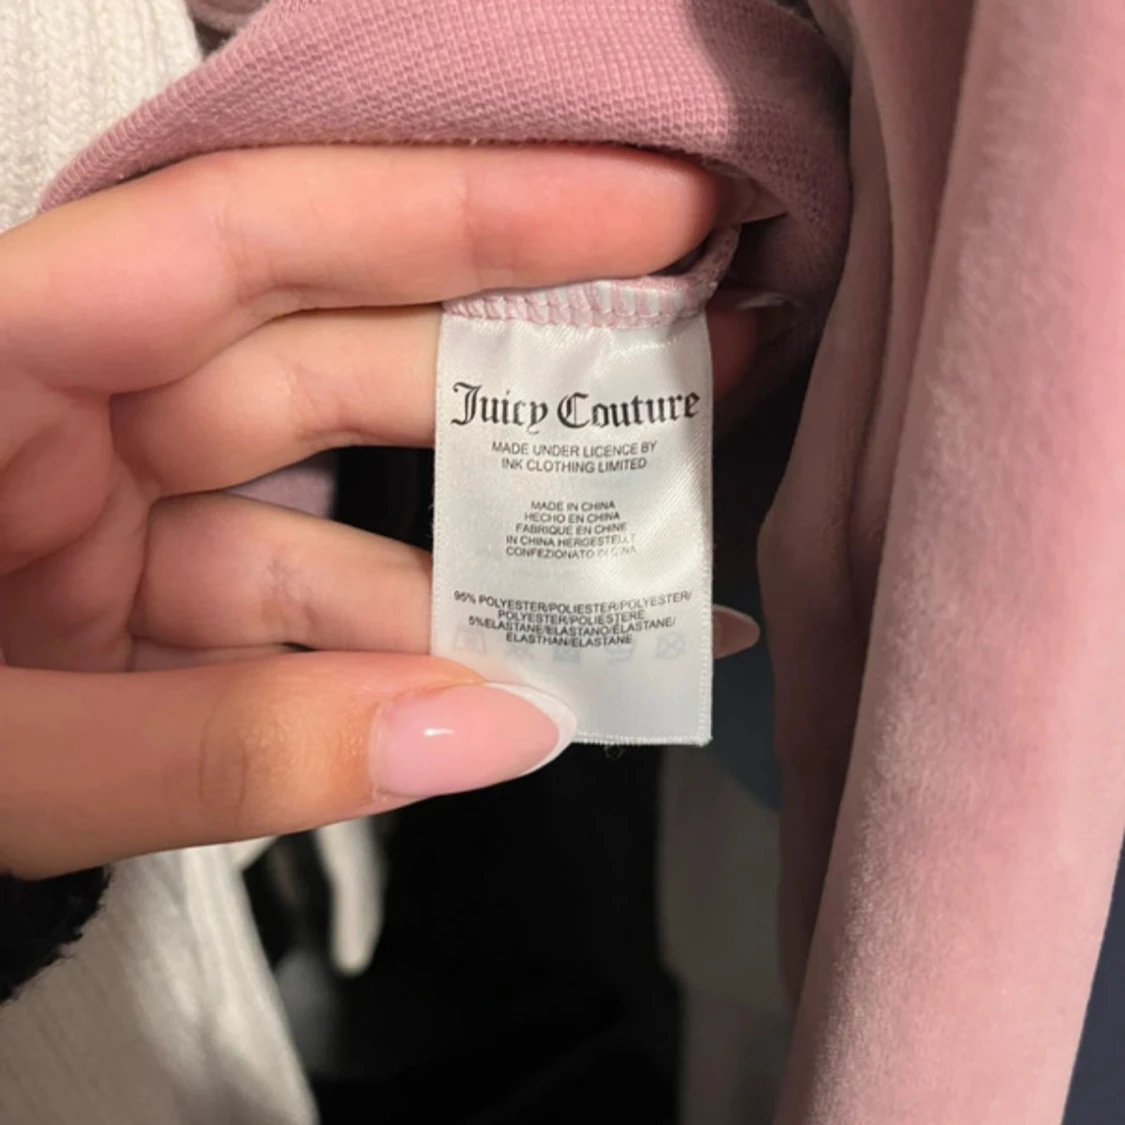 Juicy Couture
MADE UNDER LICENCE BY
INK CLOTHING LIMITED
MADE IN CHINA
HECHO EN CHINA
FABRIQUE EN CHINE
IN CHINA HERGESTELLT
CONFEZIONATO IN CINA
95% POLYESTER/POLIESTER/POLYESTER/
POLYESTER/POLIESTERE
5%ELASTANE/ELASTANO/ÉLASTANE/
ELASTHAN/ELASTANE